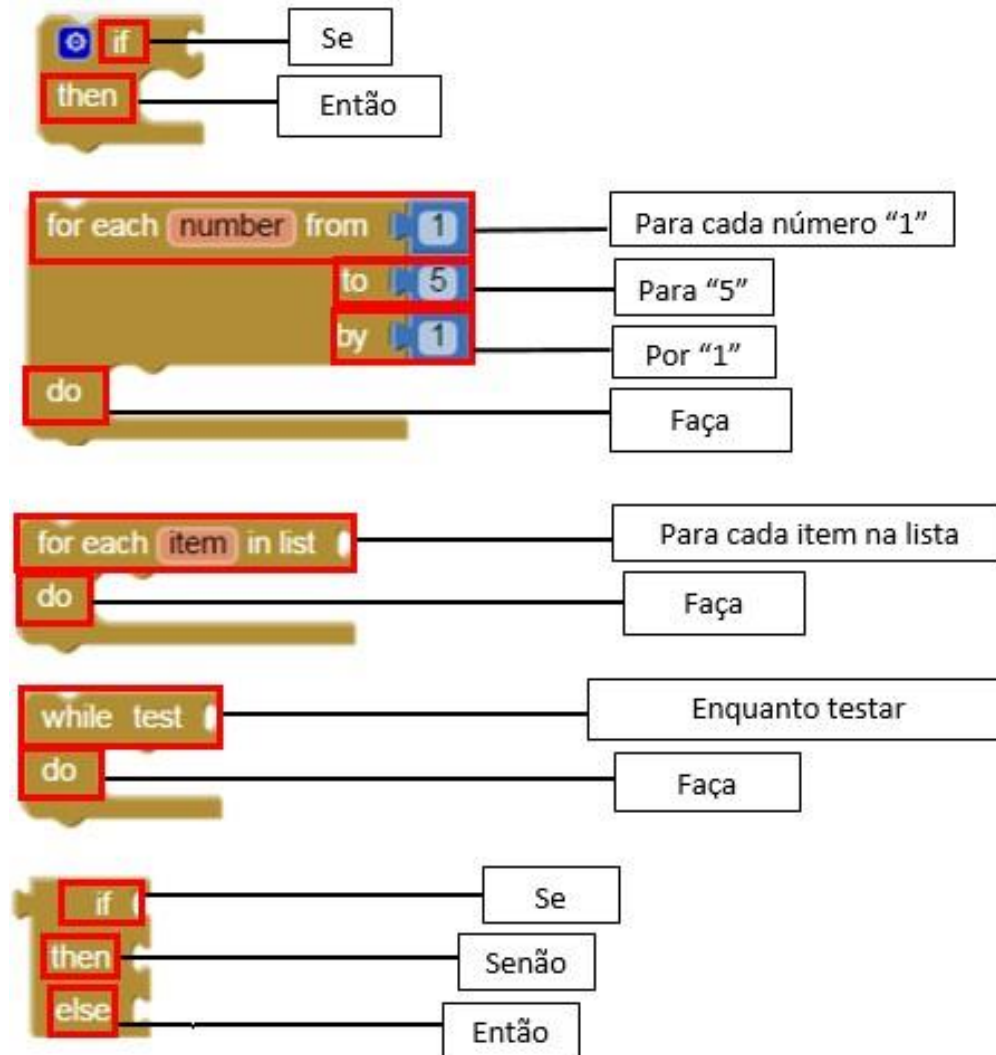 if
Se
then
Então
for each number from 1
Para cada número “1”
to 5
Para “5”
by 1
Por “1”
do
Faça
for each item in list
Para cada item na lista
do
Faça
while test
Enquanto testar
do
Faça
if
Se
then
Senão
else
Então